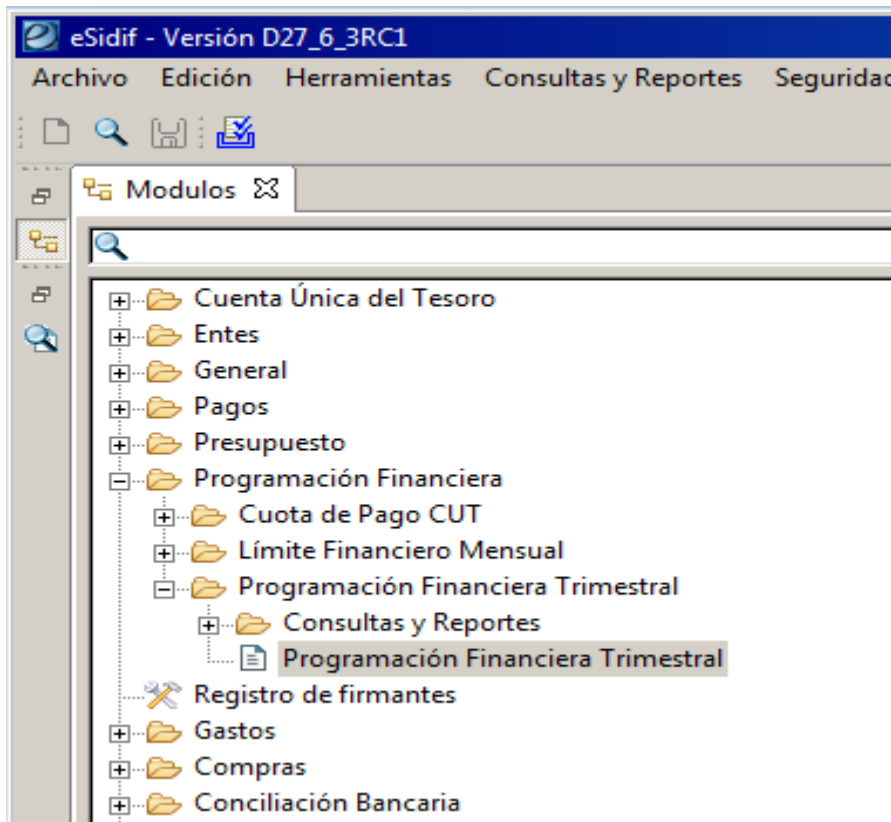 eSidif - Versión D27_6_3RC1
Archivo Edición Herramientas Consultas y Reportes Seguridad
Modulos
Cuenta Única del Tesoro
Entes
General
Pagos
Presupuesto
Programación Financiera
Cuota de Pago CUT
Límite Financiero Mensual
Programación Financiera Trimestral
Consultas y Reportes
Programación Financiera Trimestral
Registro de firmantes
Gastos
Compras
Conciliación Bancaria